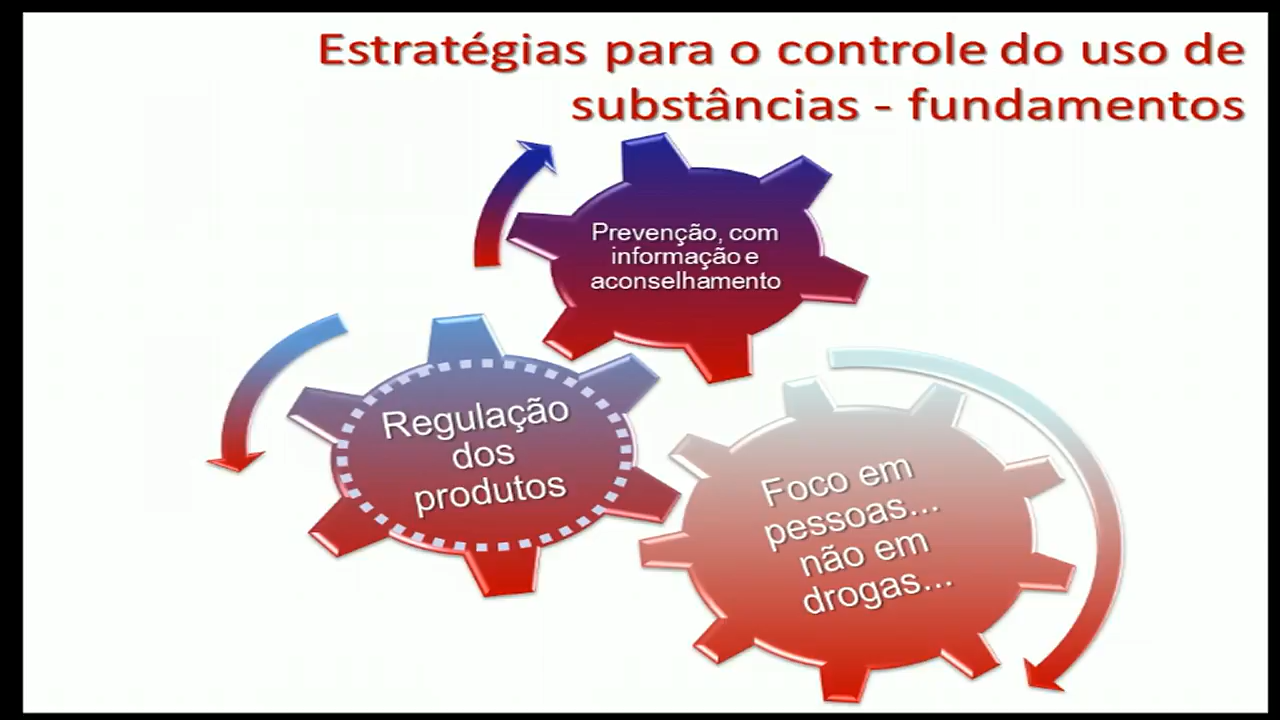 Estratégias para o controle do uso de
substâncias - fundamentos
Prevenção, com
informação e
aconselhamento
Regulação
dos
produtos
Foco em
pessoas...
não em
drogas...